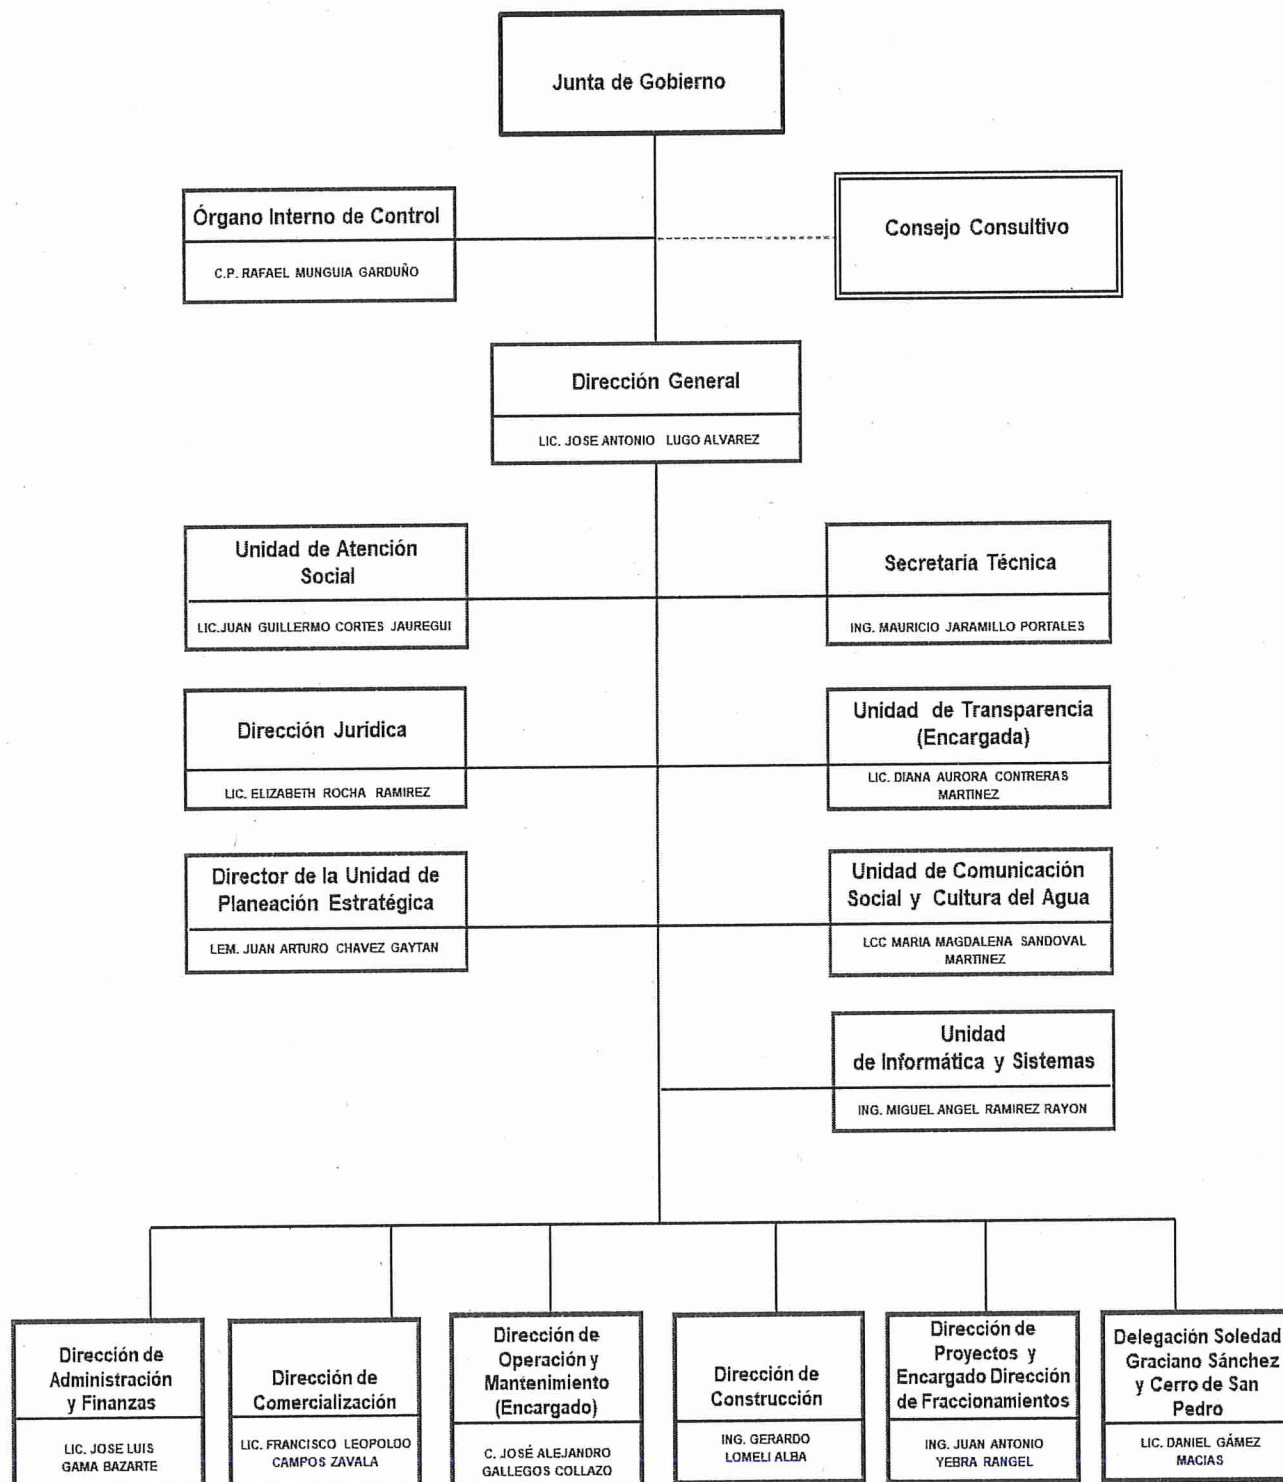 Junta de Gobierno
Órgano Interno de Control
C.P. RAFAEL MUNGUIA GARDUÑO
Consejo Consultivo
Dirección General
LIC. JOSE ANTONIO LUGO ALVAREZ
Unidad de Atención
Social
LIC.JUAN GUILLERMO CORTES JAUREGUI
Secretaría Técnica
ING. MAURICIO JARAMILLO PORTALES
Dirección Jurídica
LIC. ELIZABETH ROCHA RAMIREZ
Unidad de Transparencia
(Encargada)
LIC. DIANA AURORA CONTRERAS
MARTINEZ
Director de la Unidad de
Planeación Estratégica
LEM. JUAN ARTURO CHAVEZ GAYTAN
Unidad de Comunicación
Social y Cultura del Agua
LCC MARIA MAGDALENA SANDOVAL
MARTINEZ
Unidad
de Informática y Sistemas
ING. MIGUEL ANGEL RAMIREZ RAYON
Dirección de
Administración
y Finanzas
LIC. JOSE LUIS
GAMA BAZARTE
Dirección de
Comercialización
LIC. FRANCISCO LEOPOLDO
CAMPOS ZAVALA
Dirección de
Operación y
Mantenimiento
(Encargado)
C. JOSÉ ALEJANDRO
GALLEGOS COLLAZO
Dirección de
Construcción
ING. GERARDO
LOMELI ALBA
Dirección de
Proyectos y
Encargado Dirección
de Fraccionamientos
ING. JUAN ANTONIO
YEBRA RANGEL
Delegación Soledad
Graciano Sánchez
y Cerro de San
Pedro
LIC. DANIEL GÁMEZ
MACIAS